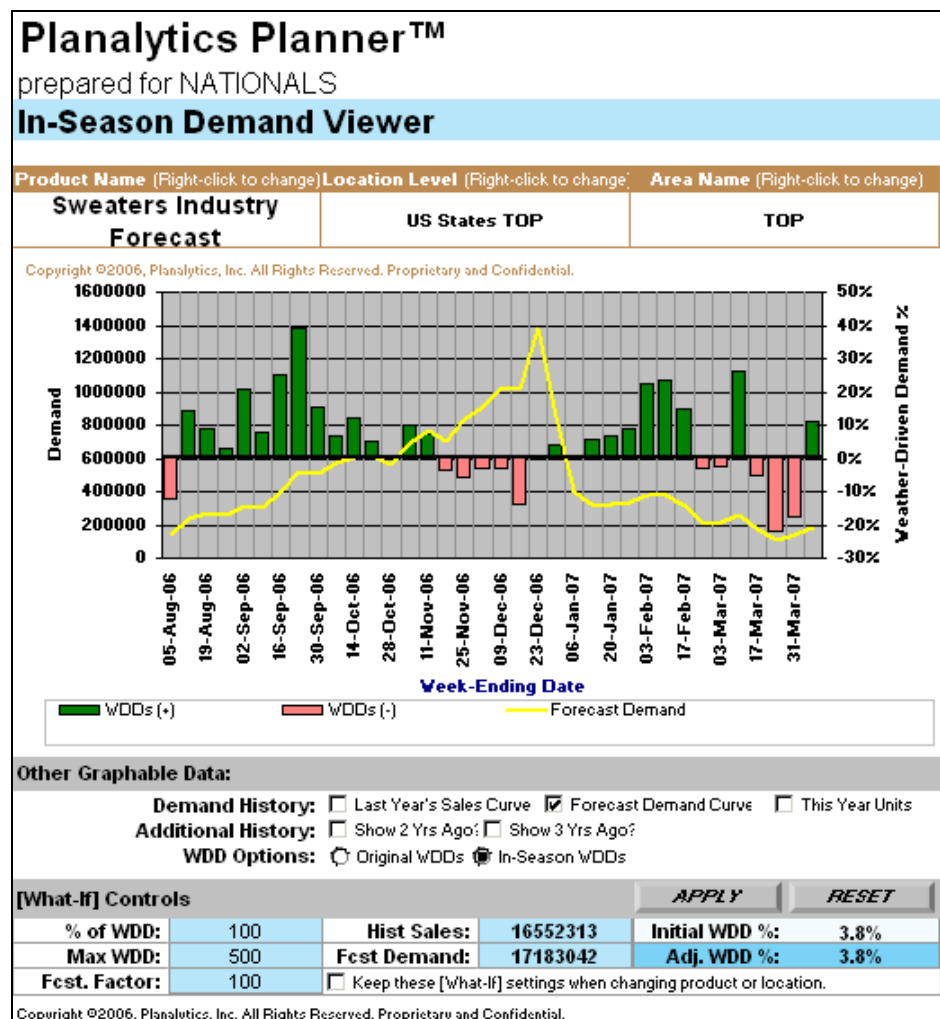 Planalytics Planner™
prepared for NATIONALS
In-Season Demand Viewer
Product Name (Right-click to change) Location Level (Right-click to change) Area Name (Right-click to change)
Sweaters Industry Forecast US States TOP TOP
Copyright ©2006, Planalytics, Inc. All Rights Reserved. Proprietary and Confidential.
1600000 50%
1400000 40%
1200000 30%
1000000 20%
800000 10%
600000 0%
400000 -10%
200000 -20%
0 -30%
Demand
Weather-Driven Demand %
05-Aug-06 19-Aug-06 02-Sep-06 16-Sep-06 30-Sep-06 14-Oct-06 28-Oct-06 11-Nov-06 25-Nov-06 09-Dec-06 23-Dec-06 06-Jan-07 20-Jan-07 03-Feb-07 17-Feb-07 03-Mar-07 17-Mar-07 31-Mar-07
Week-Ending Date
WDDs (+) WDDs (-) Forecast Demand
Other Graphable Data:
Demand History: Last Year's Sales Curve Forecast Demand Curve This Year Units
Additional History: Show 2 Yrs Ago? Show 3 Yrs Ago?
WDD Options: Original WDDs In-Season WDDs
[What-If] Controls APPLY RESET
% of WDD: 100 Hist Sales: 16552313 Initial WDD %: 3.8%
Max WDD: 500 Fcst Demand: 17183042 Adj. WDD %: 3.8%
Fcst. Factor: 100 Keep these [What-If] settings when changing product or location.
Copyright ©2006, Planalytics, Inc. All Rights Reserved. Proprietary and Confidential.